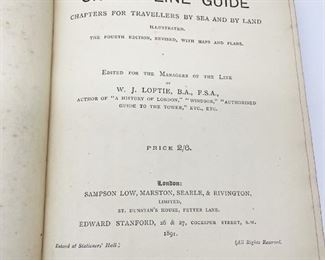 LINE GUIDE
CHAPTERS FOR TRAVELLERS BY SEA AND BY LAND
ILLUSTRATED.
THE FOURTH EDITION, REVISED, WITH MAPS AND PLANS.
EDITED FOR THE MANAGERS OF THE LINE
BY
W. J. LOFTIE, B.A., F.S.A.,
AUTHOR OF "A HISTORY OF LONDON," "WINDSOR," "AUTHORISED
GUIDE TO THE TOWER," ETC., ETC.
PRICE 2/6.
London:
SAMPSON LOW, MARSTON, SEARLE, & RIVINGTON,
LIMITED,
ST. DUNSTAN'S HOUSE, FETTER LANE.
EDWARD STANFORD, 26 & 27, COCKSPUR STREET, S.W.
1891.
Entered at Stationers' Hall.]
[All Rights Reserved.